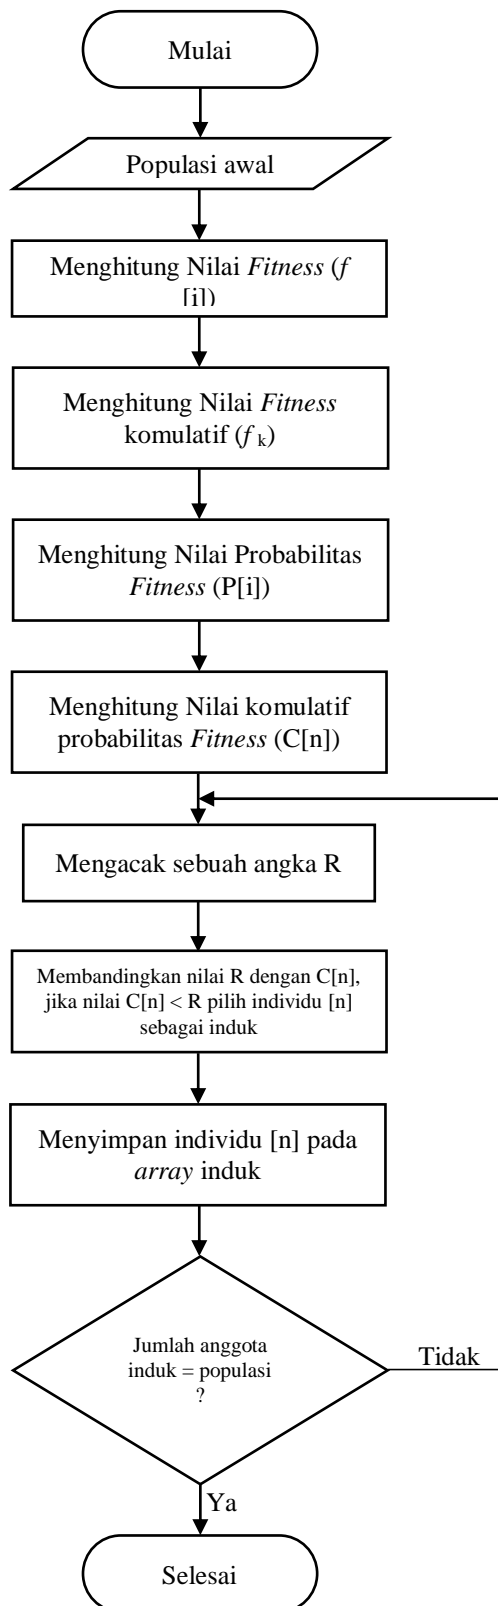 Mulai
Populasi awal
Menghitung Nilai Fitness (f
[i])
Menghitung Nilai Fitness
komulatif (f k)
Menghitung Nilai Probabilitas
Fitness (P[i])
Menghitung Nilai komulatif
probabilitas Fitness (C[n])
Mengacak sebuah angka R
Membandingkan nilai R dengan C[n],
jika nilai C[n] < R pilih individu [n]
sebagai induk
Menyimpan individu [n] pada
array induk
Jumlah anggota
induk = populasi
?
Tidak
Ya
Selesai